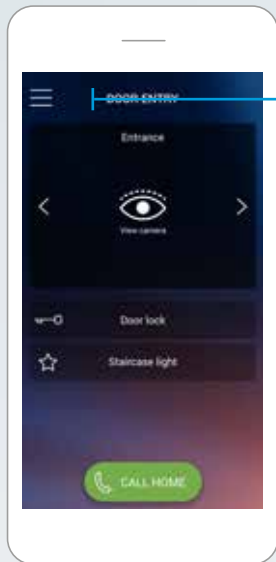 DOOR ENTRY
Entrance
View camera
Door lock
Staircase light
CALL HOME